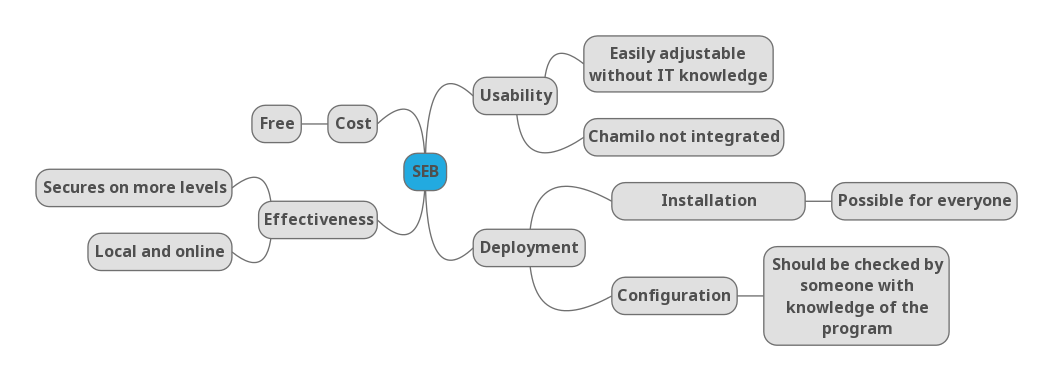 SEB
Cost
Free
Effectiveness
Secures on more levels
Local and online
Usability
Easily adjustable
without IT knowledge
Chamilo not integrated
Deployment
Installation
Possible for everyone
Configuration
Should be checked by
someone with
knowledge of the
program